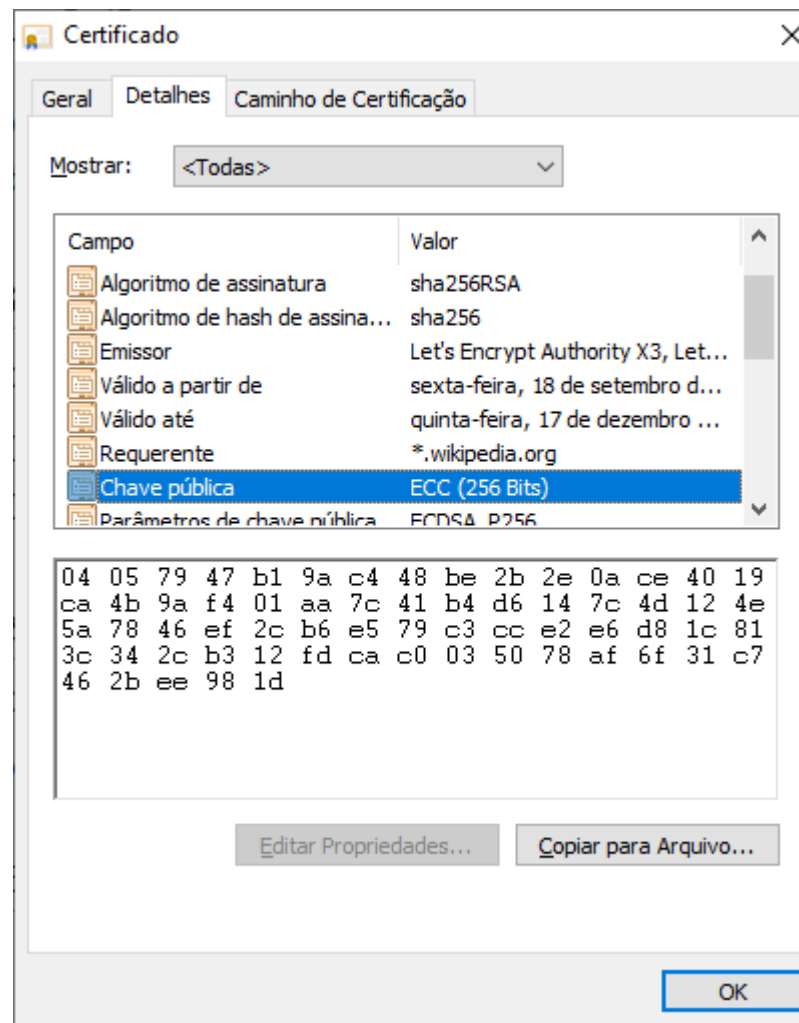 Certificado
Geral Detalhes Caminho de Certificação
Mostrar: <Todas>
Campo Valor
Algoritmo de assinatura sha256RSA
Algoritmo de hash de assina... sha256
Emissor Let's Encrypt Authority X3, Let...
Válido a partir de sexta-feira, 18 de setembro d...
Válido até quinta-feira, 17 de dezembro ...
Requerente *.wikipedia.org
Chave pública ECC (256 Bits)
Parâmetros de chave pública ECDSA_P256
04 05 79 47 b1 9a c4 48 be 2b 2e 0a ce 40 19
ca 4b 9a f4 01 aa 7c 41 b4 d6 14 7c 4d 12 4e
5a 78 46 ef 2c b6 e5 79 c3 cc e2 e6 d8 1c 81
3c 34 2c b3 12 fd ca c0 03 50 78 af 6f 31 c7
46 2b ee 98 1d
Editar Propriedades... Copiar para Arquivo...
OK